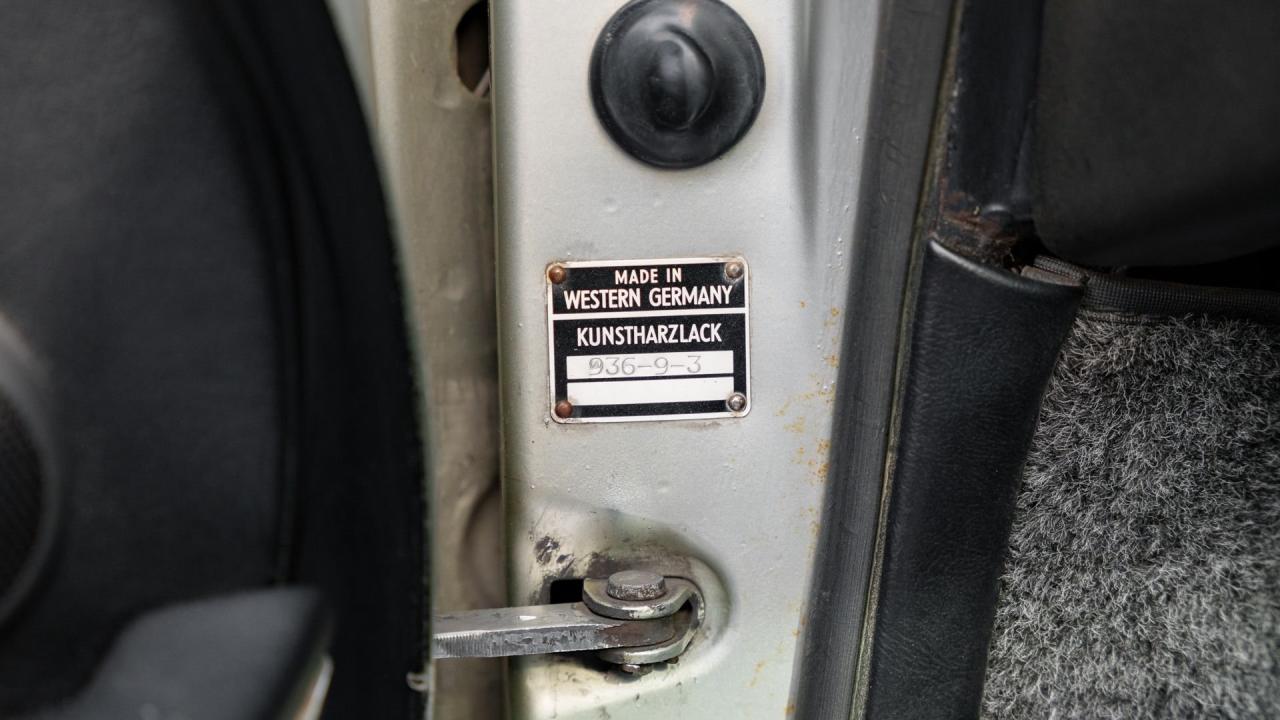 MADE IN
WESTERN GERMANY
KUNSTHARZLACK
936-9-3